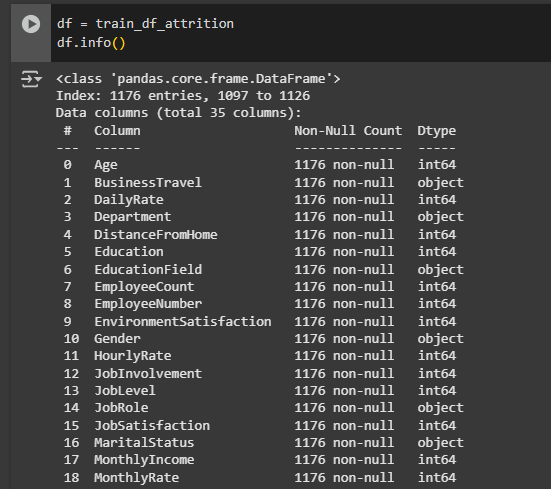 df = train_df_attrition
df.info()
<class 'pandas.core.frame.DataFrame'>
Index: 1176 entries, 1097 to 1126
Data columns (total 35 columns):
 #   Column                   Non-Null Count  Dtype
---  ------                   --------------  -----
 0   Age                      1176 non-null   int64
 1   BusinessTravel           1176 non-null   object
 2   DailyRate                1176 non-null   int64
 3   Department               1176 non-null   object
 4   DistanceFromHome         1176 non-null   int64
 5   Education                1176 non-null   int64
 6   EducationField           1176 non-null   object
 7   EmployeeCount            1176 non-null   int64
 8   EmployeeNumber           1176 non-null   int64
 9   EnvironmentSatisfaction  1176 non-null   int64
 10  Gender                   1176 non-null   object
 11  HourlyRate               1176 non-null   int64
 12  JobInvolvement           1176 non-null   int64
 13  JobLevel                 1176 non-null   int64
 14  JobRole                  1176 non-null   object
 15  JobSatisfaction          1176 non-null   int64
 16  MaritalStatus            1176 non-null   object
 17  MonthlyIncome            1176 non-null   int64
 18  MonthlyRate              1176 non-null   int64